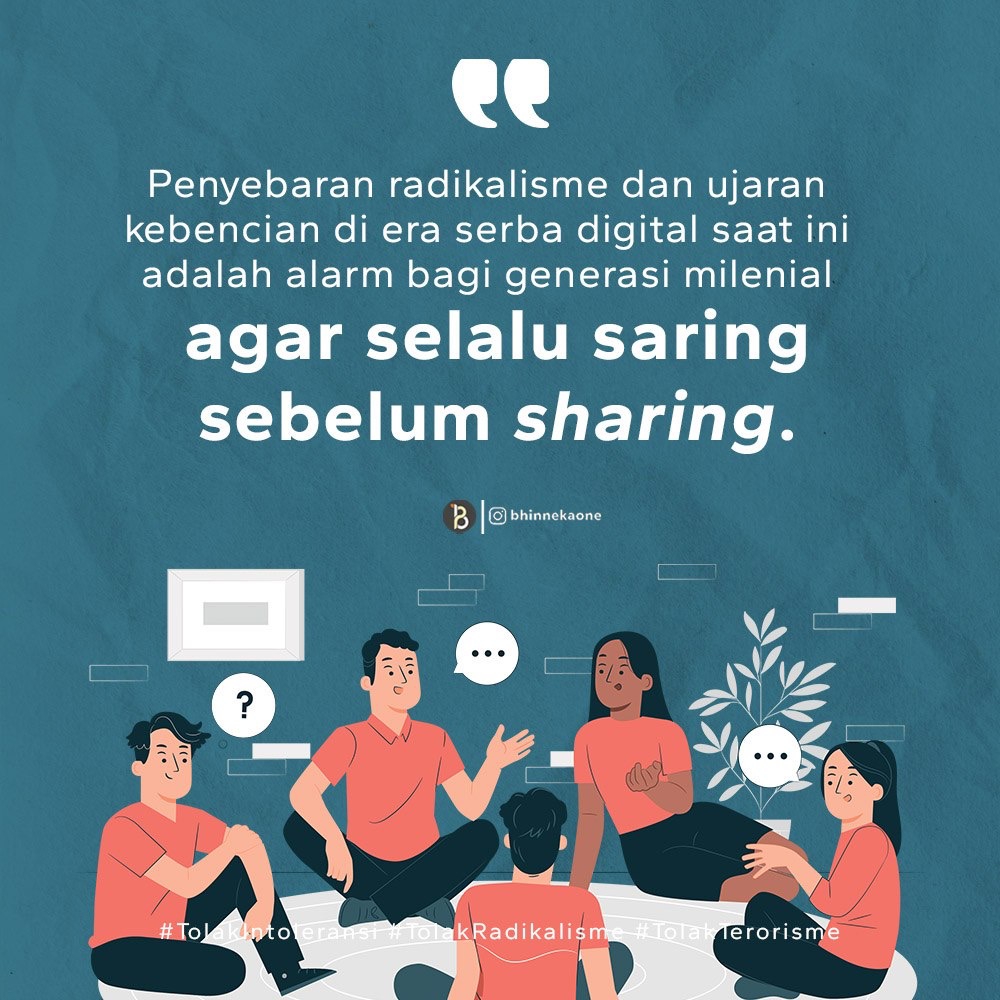 Penyebaran radikalisme dan ujaran
kebencian di era serba digital saat ini
adalah alarm bagi generasi milenial
agar selalu saring
sebelum sharing.
B bhinnekaone
?
#TolakIntoleransi #TolakRadikalisme #TolakTerorisme